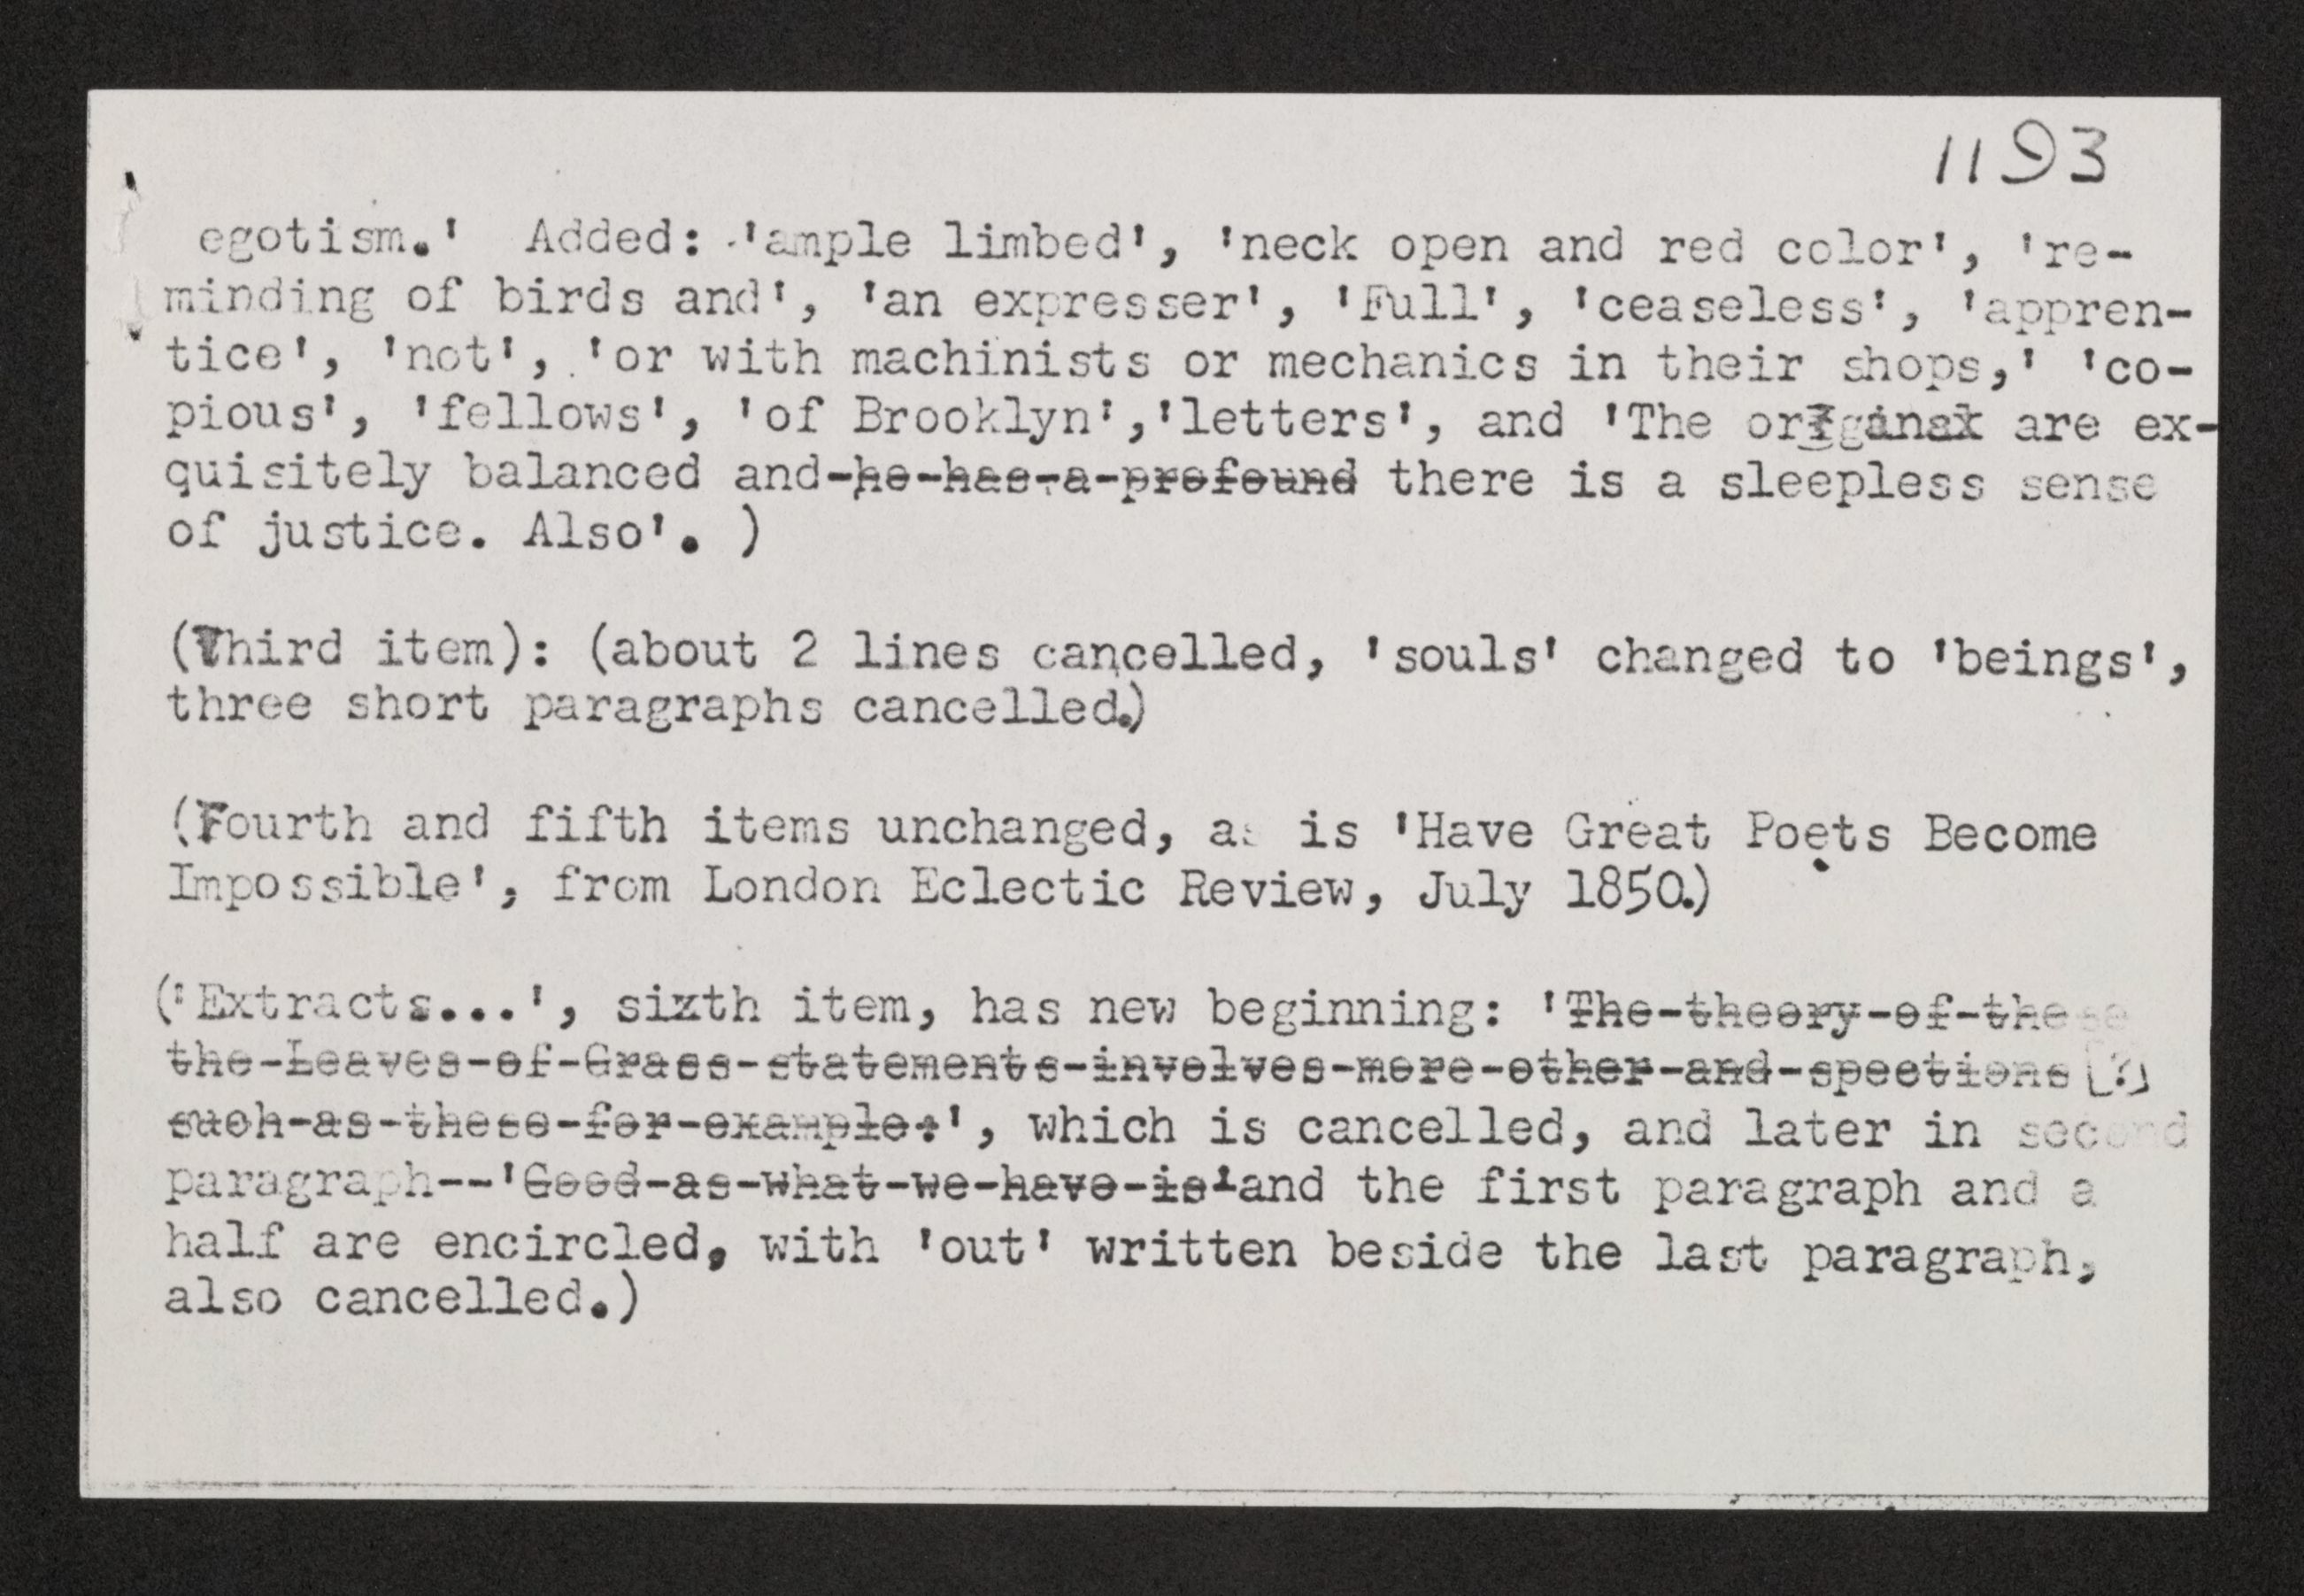 1193
egotism.' Added: 'ample limbed', 'neck open and red color', 're-
minding of birds and', 'an expresser', 'Full', 'ceaseless', 'appren-
tice', 'not', 'or with machinists or mechanics in their shops,' 'co-
pious', 'fellows', 'of Brooklyn','letters', and 'The are ex-
quisitely balanced and-he-has-a-profound there is a sleepless sense
of justice. Also'. )
(Third item): (about 2 lines cancelled, 'souls' changed to 'beings',
three short paragraphs cancelled.)
(Fourth and fifth items unchanged, as is 'Have Great Poets Become
Impossible', from London Eclectic Review, July 1850.)
('Extracts...', sixth item, has new beginning: 'The-theory-of-these
the-Leaves-of-Grass-statements-involves-more-other-and-spections [?]
such-as-these-for-example:', which is cancelled, and later in second
paragraph--'Good-as-what-we-have-is'and the first paragraph and a
half are encircled, with 'out' written beside the last paragraph,
also cancelled.)